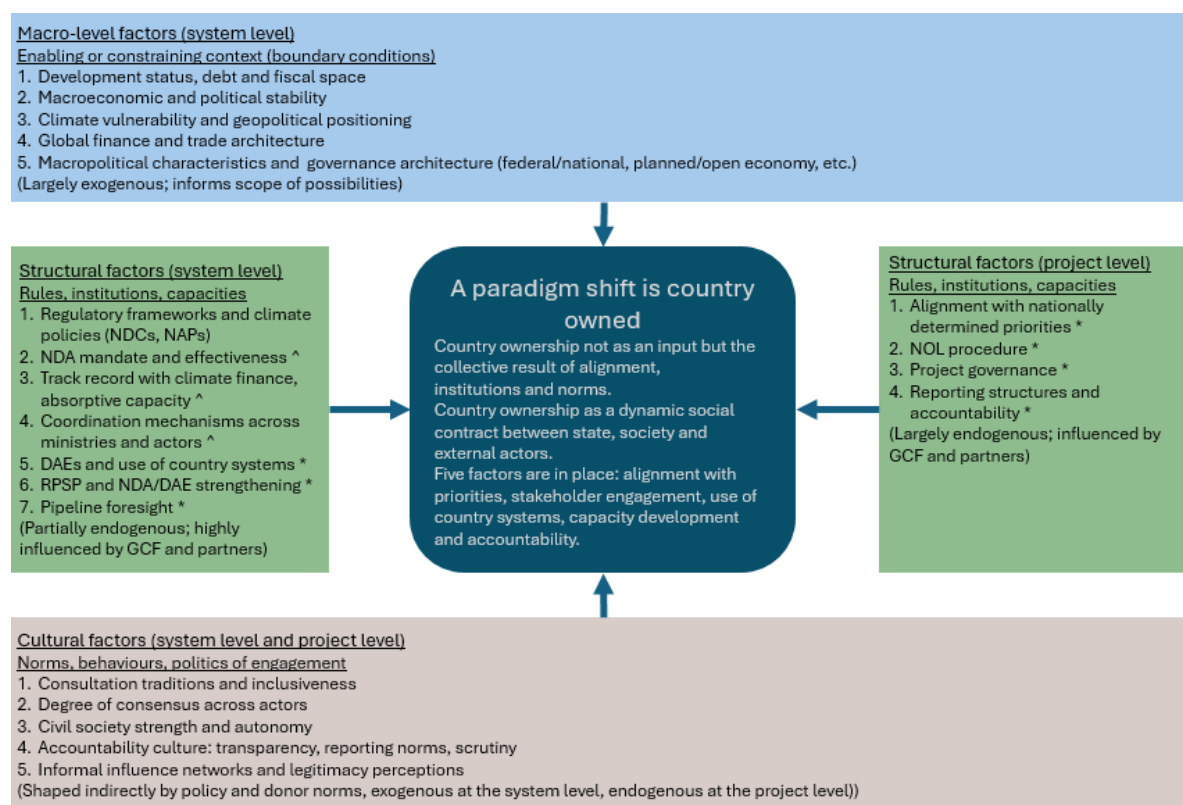 Macro-level factors (system level)
Enabling or constraining context (boundary conditions)
1. Development status, debt and fiscal space
2. Macroeconomic and political stability
3. Climate vulnerability and geopolitical positioning
4. Global finance and trade architecture
5. Macropolitical characteristics and governance architecture (federal/national, planned/open economy, etc.)
(Largely exogenous; informs scope of possibilities)
Structural factors (system level)
Rules, institutions, capacities
1. Regulatory frameworks and climate
policies (NDCs, NAPs)
2. NDA mandate and effectiveness ^
3. Track record with climate finance,
absorptive capacity ^
4. Coordination mechanisms across
ministries and actors ^
5. DAEs and use of country systems *
6. RPSP and NDA/DAE strengthening *
7. Pipeline foresight *
(Partially endogenous; highly
influenced by GCF and partners)
A paradigm shift is country
owned
Country ownership not as an input but the
collective result of alignment,
institutions and norms.
Country ownership as a dynamic social
contract between state, society and
external actors.
Five factors are in place: alignment with
priorities, stakeholder engagement, use of
country systems, capacity development
and accountability.
Structural factors (project level)
Rules, institutions, capacities
1. Alignment with nationally
determined priorities *
2. NOL procedure *
3. Project governance *
4. Reporting structures and
accountability *
(Largely endogenous; influenced by
GCF and partners)
Cultural factors (system level and project level)
Norms, behaviours, politics of engagement
1. Consultation traditions and inclusiveness
2. Degree of consensus across actors
3. Civil society strength and autonomy
4. Accountability culture: transparency, reporting norms, scrutiny
5. Informal influence networks and legitimacy perceptions
(Shaped indirectly by policy and donor norms, exogenous at the system level, endogenous at the project level))